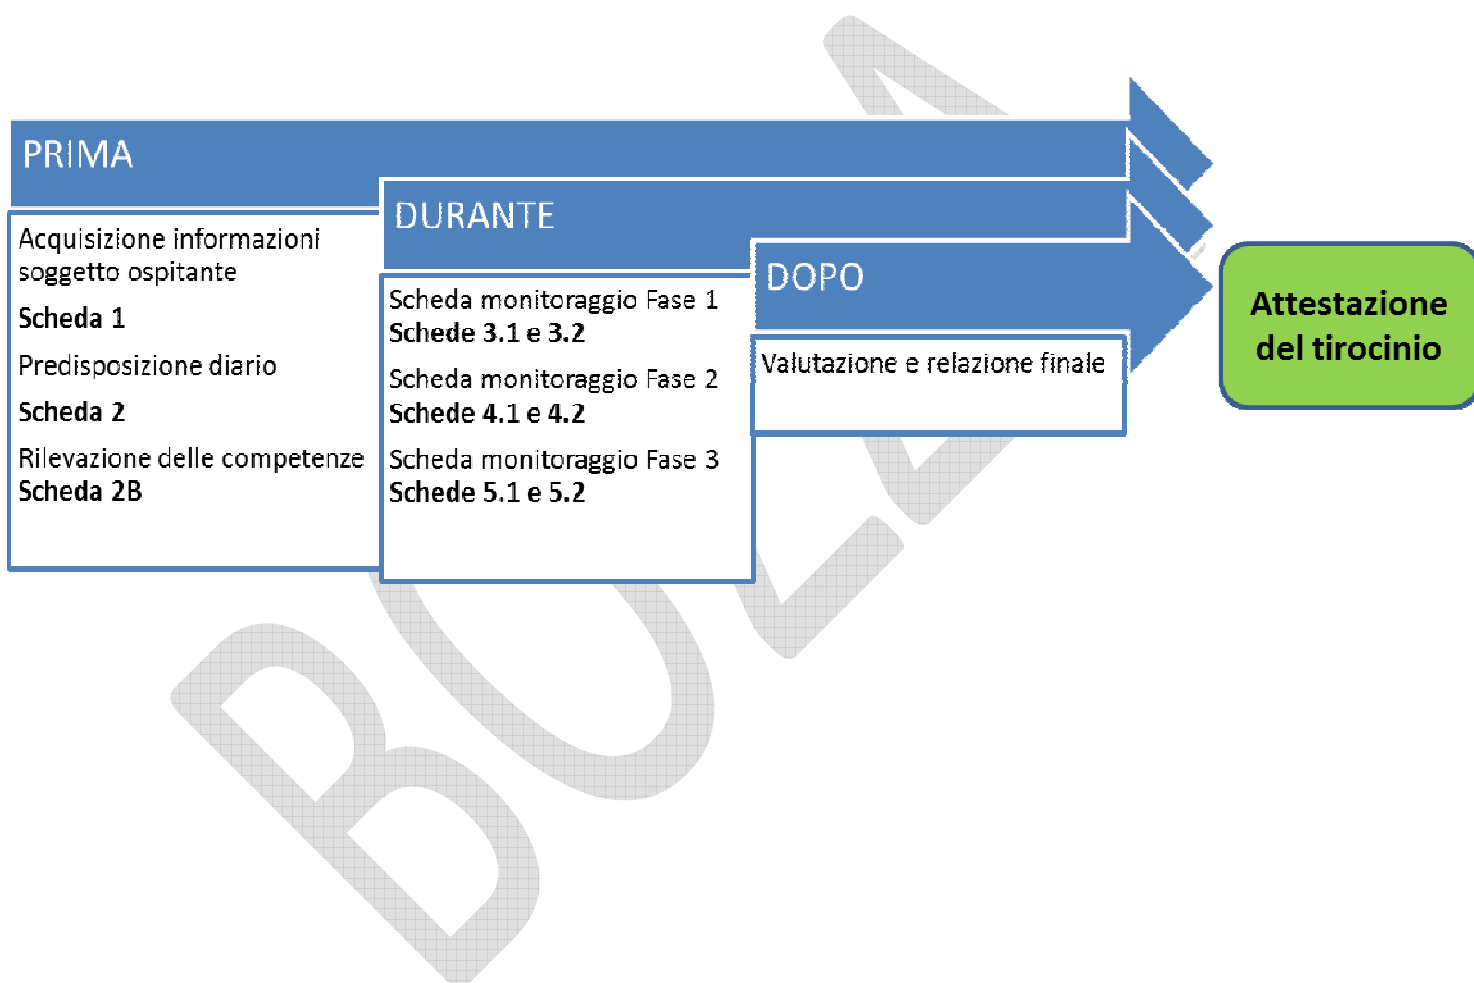 PRIMA
Acquisizione informazioni
soggetto ospitante
Scheda 1
Predisposizione diario
Scheda 2
Rilevazione delle competenze
Scheda 2B
DURANTE
Scheda monitoraggio Fase 1
Schede 3.1 e 3.2
Scheda monitoraggio Fase 2
Schede 4.1 e 4.2
Scheda monitoraggio Fase 3
Schede 5.1 e 5.2
DOPO
Valutazione e relazione finale
Attestazione
del tirocinio
BOZZA